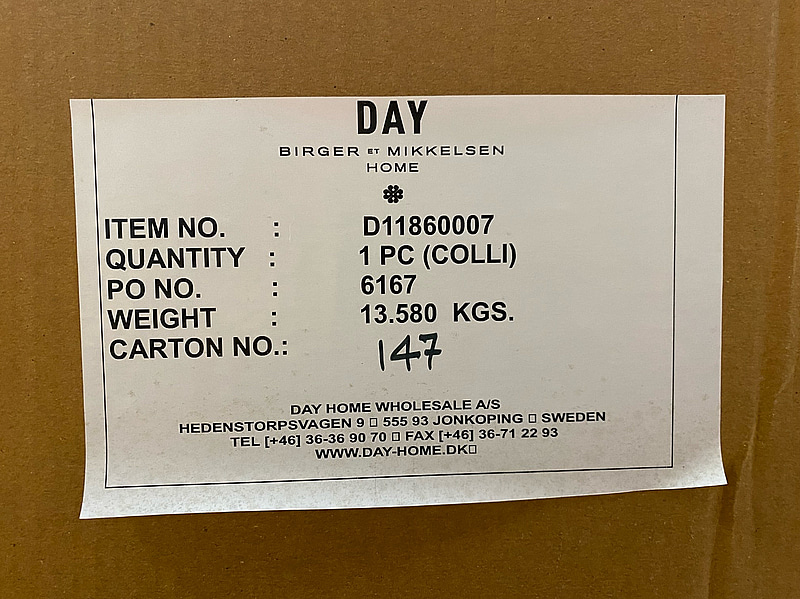 DAY
BIRGER ET MIKKELSEN
HOME
ITEM NO. : D11860007
QUANTITY : 1 PC (COLLI)
PO NO. : 6167
WEIGHT : 13.580 KGS.
CARTON NO.: 147
DAY HOME WHOLESALE A/S
HEDENSTORPSVAGEN 9 □ 555 93 JONKOPING □ SWEDEN
TEL [+46] 36-36 90 70 □ FAX [+46] 36-71 22 93
WWW.DAY-HOME.DK□